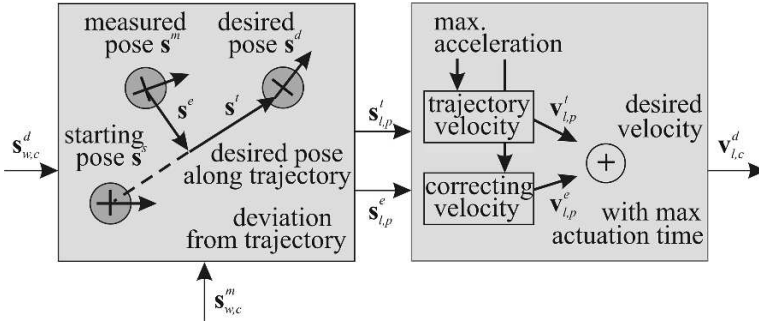 measured
pose s^m
desired
pose s^d
s^e
s^t
starting
pose s^s
desired pose
along trajectory
deviation
from trajectory
s^d_{w,c}
s^m_{w,c}
s^t_{l,p}
s^e_{l,p}
max.
acceleration
trajectory
velocity
correcting
velocity
v^t_{l,p}
v^e_{l,p}
+
desired
velocity
with max
actuation time
v^d_{l,c}